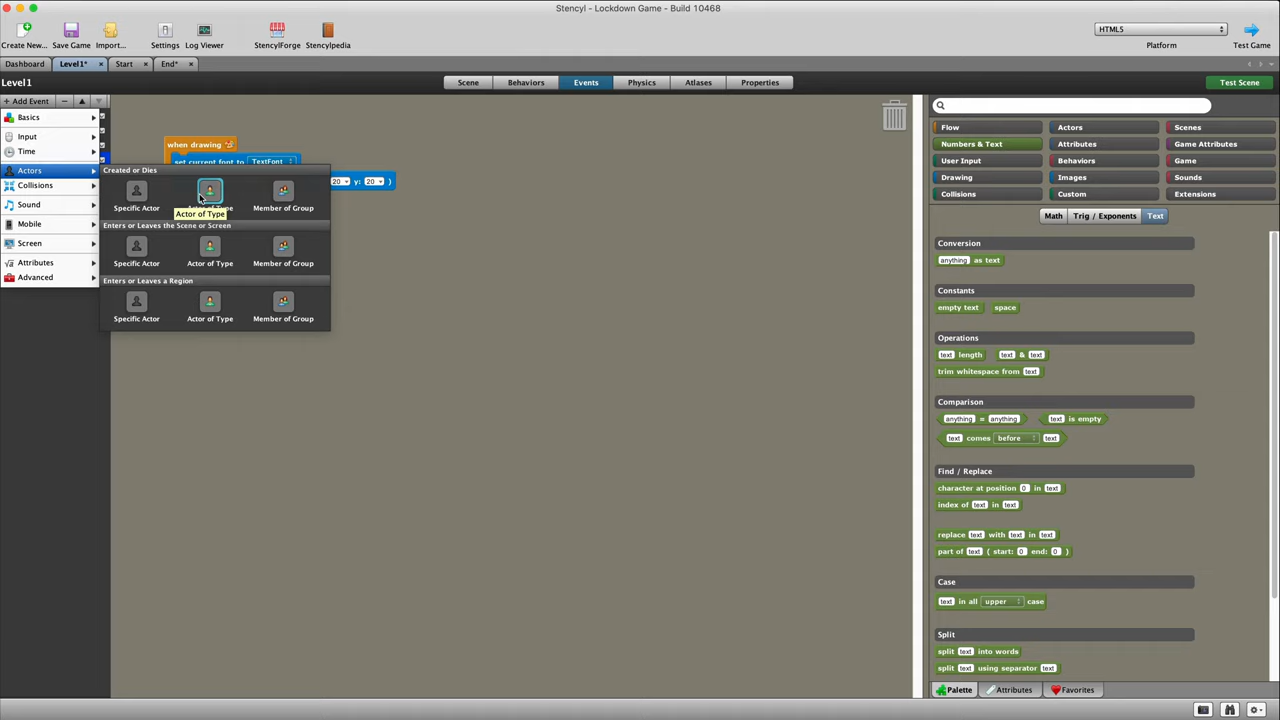 Stencyl - Lockdown Game - Build 10468
Create New... Save Game Import... Settings Log Viewer StencylForge Stencylpedia
HTML5
Platform
Test Game
Dashboard Level1* × Start × End* ×
Level1
Scene Behaviors Events Physics Atlases Properties
Test Scene
+ Add Event
Basics
Input
Time
Actors
Collisions
Sound
Mobile
Screen
Attributes
Advanced
when drawing
set current font to TextFont
20 y: 20 )
Created or Dies
Specific Actor
Member of Group
Actor of Type
Enters or Leaves the Scene or Screen
Specific Actor Actor of Type Member of Group
Enters or Leaves a Region
Specific Actor Actor of Type Member of Group
Flow Actors Scenes
Numbers & Text Attributes Game Attributes
User Input Behaviors Game
Drawing Images Sounds
Collisions Custom Extensions
Math Trig / Exponents Text
Conversion
anything as text
Constants
empty text space
Operations
text length text & text
trim whitespace from text
Comparison
anything = anything text is empty
text comes before text
Find / Replace
character at position 0 in text
index of text in text
replace text with text in text
part of text ( start: 0 end: 0 )
Case
text in all upper case
Split
split text into words
split text using separator text
Palette Attributes Favorites